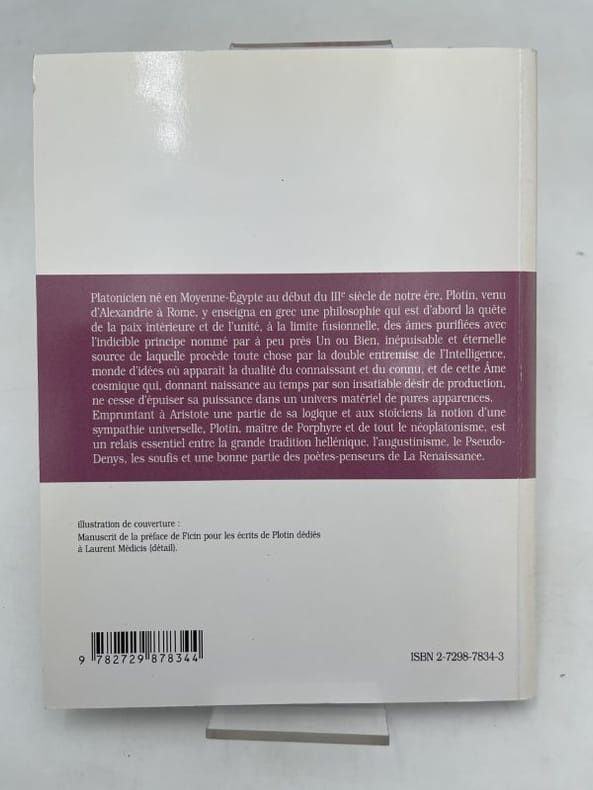 Platonicien né en Moyenne-Égypte au début du IIIe siècle de notre ère, Plotin, venu
d'Alexandrie à Rome, y enseigna en grec une philosophie qui est d'abord la quête
de la paix intérieure et de l'unité, à la limite fusionnelle, des âmes purifiées avec
l'indicible principe nommé par à peu près Un ou Bien, inépuisable et éternelle
source de laquelle procède toute chose par la double entremise de l'Intelligence,
monde d'idées où apparaît la dualité du connaissant et du connu, et de cette Âme
cosmique qui, donnant naissance au temps par son insatiable désir de production,
ne cesse d'épuiser sa puissance dans un univers matériel de pures apparences.
Empruntant à Aristote une partie de sa logique et aux stoïciens la notion d'une
sympathie universelle, Plotin, maître de Porphyre et de tout le néoplatonisme, est
un relais essentiel entre la grande tradition hellénique, l'augustinisme, le Pseudo-
Denys, les soufis et une bonne partie des poètes-penseurs de La Renaissance.
illustration de couverture :
Manuscrit de la préface de Ficin pour les écrits de Plotin dédiés
à Laurent Médicis (détail).
9 782729 878344
ISBN 2-7298-7834-3